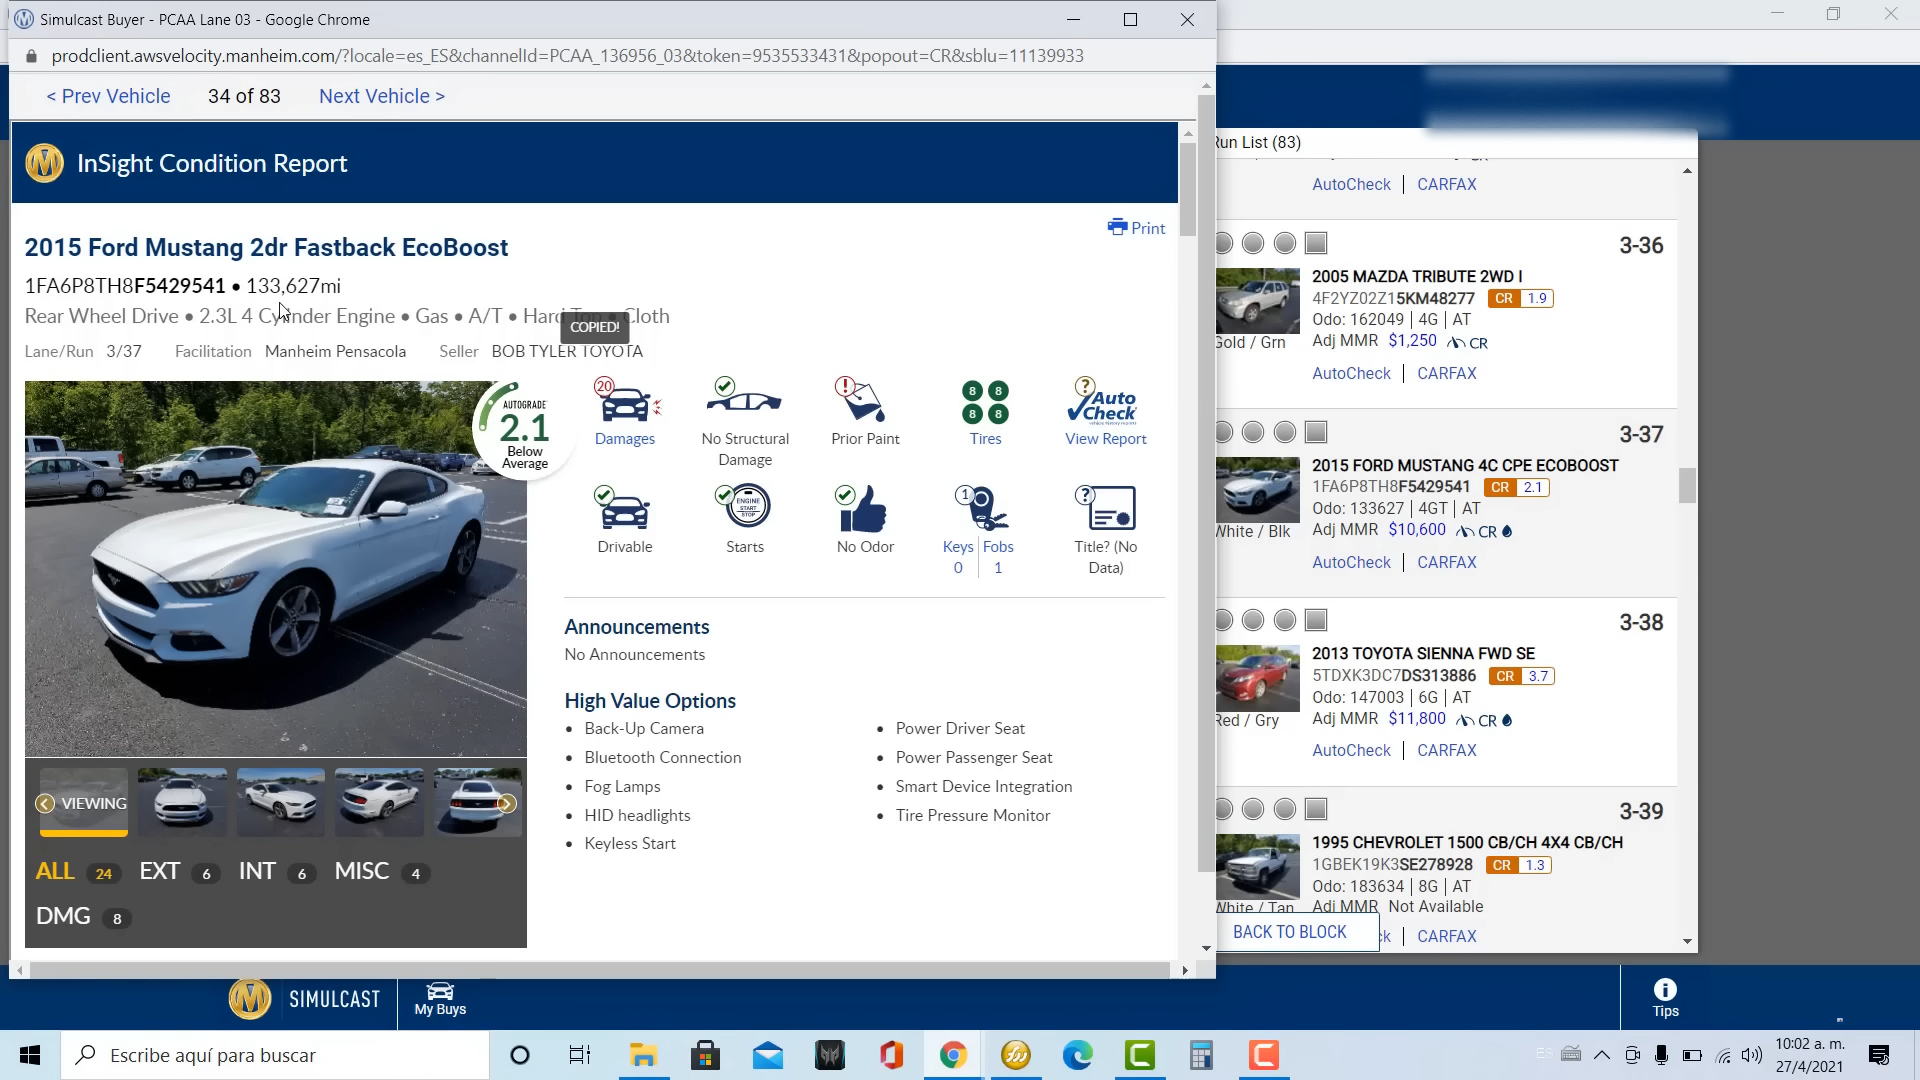 Simulcast Buyer - PCAA Lane 03 - Google Chrome
prodclient.awsvelocity.manheim.com/?locale=es_ES&channelId=PCAA_136956_03&token=9535533431&popout=CR&sblu=11139933
< Prev Vehicle 34 of 83 Next Vehicle >
InSight Condition Report
Print
2015 Ford Mustang 2dr Fastback EcoBoost
1FA6P8TH8F5429541 • 133,627mi
Rear Wheel Drive • 2.3L 4 Cylinder Engine • Gas • A/T • Hard Top • Cloth
COPIED!
Lane/Run 3/37 Facilitation Manheim Pensacola Seller BOB TYLER TOYOTA
AUTOGRADE
2.1
Below
Average
20
Damages
No Structural
Damage
!
Prior Paint
8 8
8 8
Tires
?
Auto
Check
View Report
Drivable
ENGINE
START
STOP
Starts
No Odor
1
Keys Fobs
0 1
?
Title? (No
Data)
Announcements
No Announcements
High Value Options
• Back-Up Camera
• Bluetooth Connection
• Fog Lamps
• HID headlights
• Keyless Start
• Power Driver Seat
• Power Passenger Seat
• Smart Device Integration
• Tire Pressure Monitor
VIEWING
ALL 24 EXT 6 INT 6 MISC 4
DMG 8
Run List (83)
AutoCheck | CARFAX
3-36
2005 MAZDA TRIBUTE 2WD I
4F2YZ02Z15KM48277 CR 1.9
Odo: 162049 | 4G | AT
Gold / Grn
Adj MMR $1,250 CR
AutoCheck | CARFAX
3-37
2015 FORD MUSTANG 4C CPE ECOBOOST
1FA6P8TH8F5429541 CR 2.1
Odo: 133627 | 4GT | AT
White / Blk
Adj MMR $10,600 CR
AutoCheck | CARFAX
3-38
2013 TOYOTA SIENNA FWD SE
5TDXK3DC7DS313886 CR 3.7
Odo: 147003 | 6G | AT
Red / Gry
Adj MMR $11,800 CR
AutoCheck | CARFAX
3-39
1995 CHEVROLET 1500 CB/CH 4X4 CB/CH
1GBEK19K3SE278928 CR 1.3
Odo: 183634 | 8G | AT
White / Tan
Adj MMR Not Available
BACK TO BLOCK
CARFAX
SIMULCAST
My Buys
Tips
Escribe aquí para buscar
ES
10:02 a. m.
27/4/2021